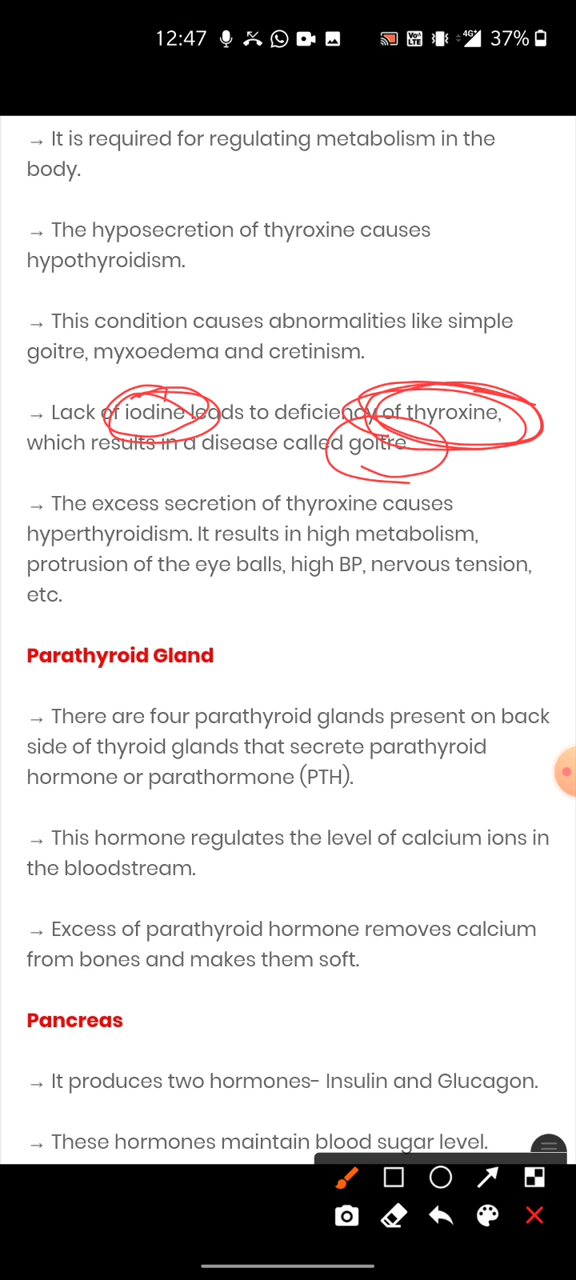 12:47 4G+ 37%
VoI LTE
→ It is required for regulating metabolism in the
body.
→ The hyposecretion of thyroxine causes
hypothyroidism.
→ This condition causes abnormalities like simple
goitre, myxoedema and cretinism.
→ Lack of iodine leads to deficiency of thyroxine,
which results in a disease called goitre.
→ The excess secretion of thyroxine causes
hyperthyroidism. It results in high metabolism,
protrusion of the eye balls, high BP, nervous tension,
etc.
Parathyroid Gland
→ There are four parathyroid glands present on back
side of thyroid glands that secrete parathyroid
hormone or parathormone (PTH).
→ This hormone regulates the level of calcium ions in
the bloodstream.
→ Excess of parathyroid hormone removes calcium
from bones and makes them soft.
Pancreas
→ It produces two hormones- Insulin and Glucagon.
→ These hormones maintain blood sugar level.